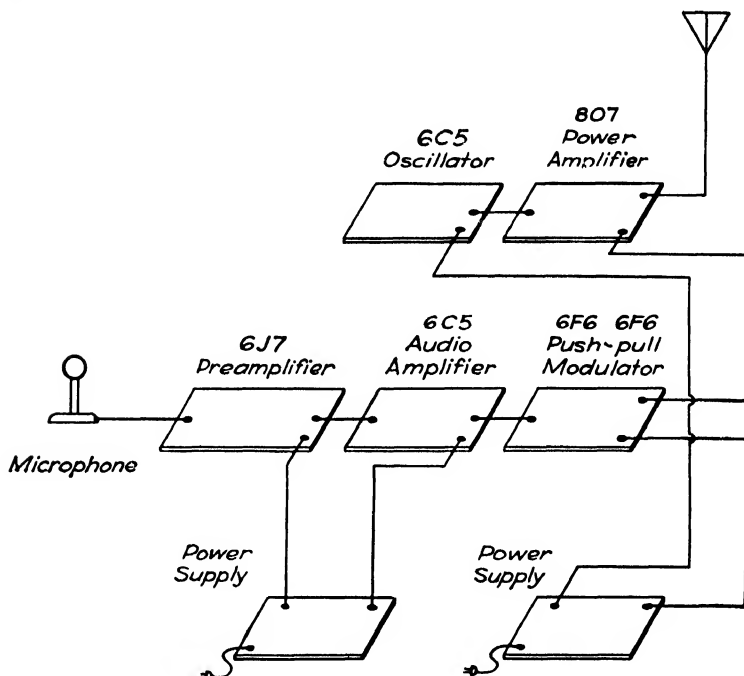 6C5
Oscillator
807
Power
Amplifier
6J7
Preamplifier
6C5
Audio
Amplifier
6F6 6F6
Push-pull
Modulator
Microphone
Power
Supply
Power
Supply